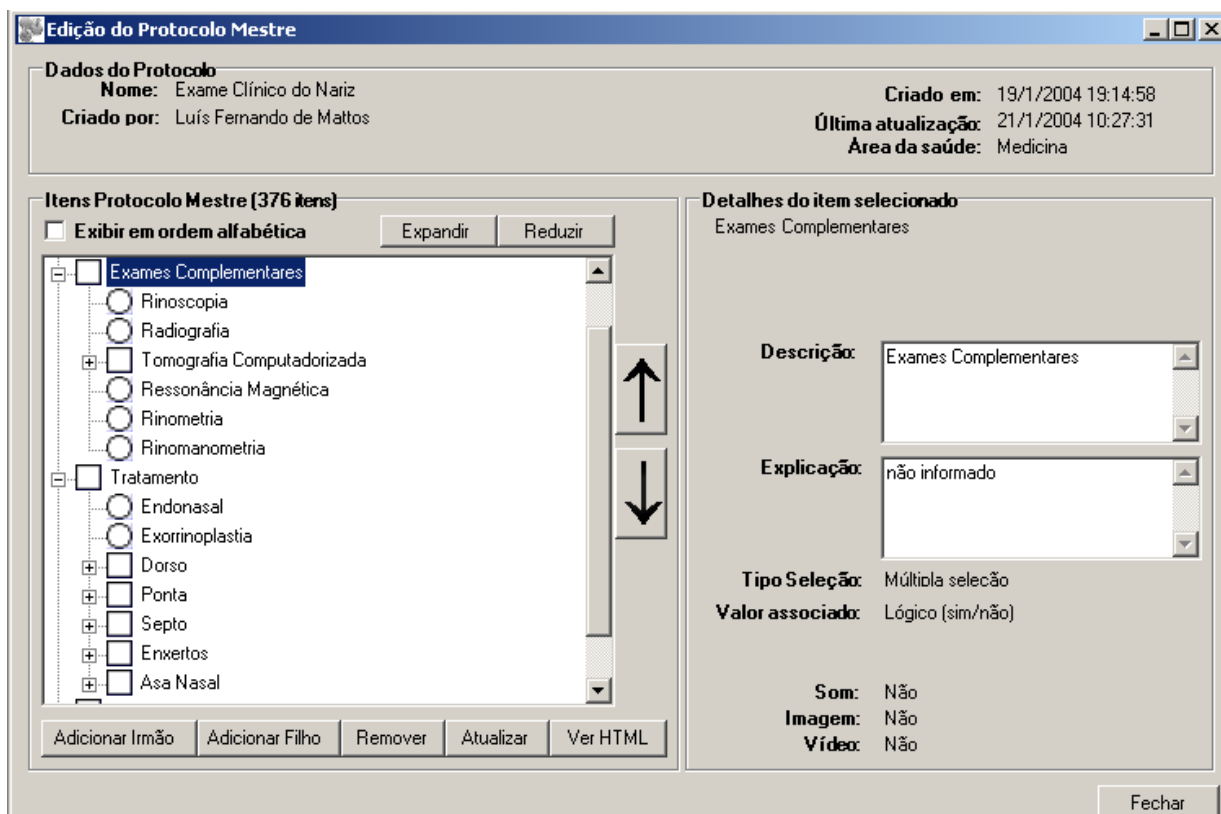 Edição do Protocolo Mestre
Dados do Protocolo
Nome: Exame Clínico do Nariz
Criado por: Luís Fernando de Mattos
Criado em: 19/1/2004 19:14:58
Última atualização: 21/1/2004 10:27:31
Área da saúde: Medicina
Itens Protocolo Mestre (376 itens)
Exibir em ordem alfabética
Expandir
Reduzir
Exames Complementares
Rinoscopia
Radiografia
Tomografia Computadorizada
Ressonância Magnética
Rinometria
Rinomanometria
Tratamento
Endonasal
Exorrinoplastia
Dorso
Ponta
Septo
Enxertos
Asa Nasal
Adicionar Irmão
Adicionar Filho
Remover
Atualizar
Ver HTML
Detalhes do item selecionado
Exames Complementares
Descrição: Exames Complementares
Explicação: não informado
Tipo Seleção: Múltipla selecão
Valor associado: Lógico (sim/não)
Som: Não
Imagem: Não
Vídeo: Não
Fechar